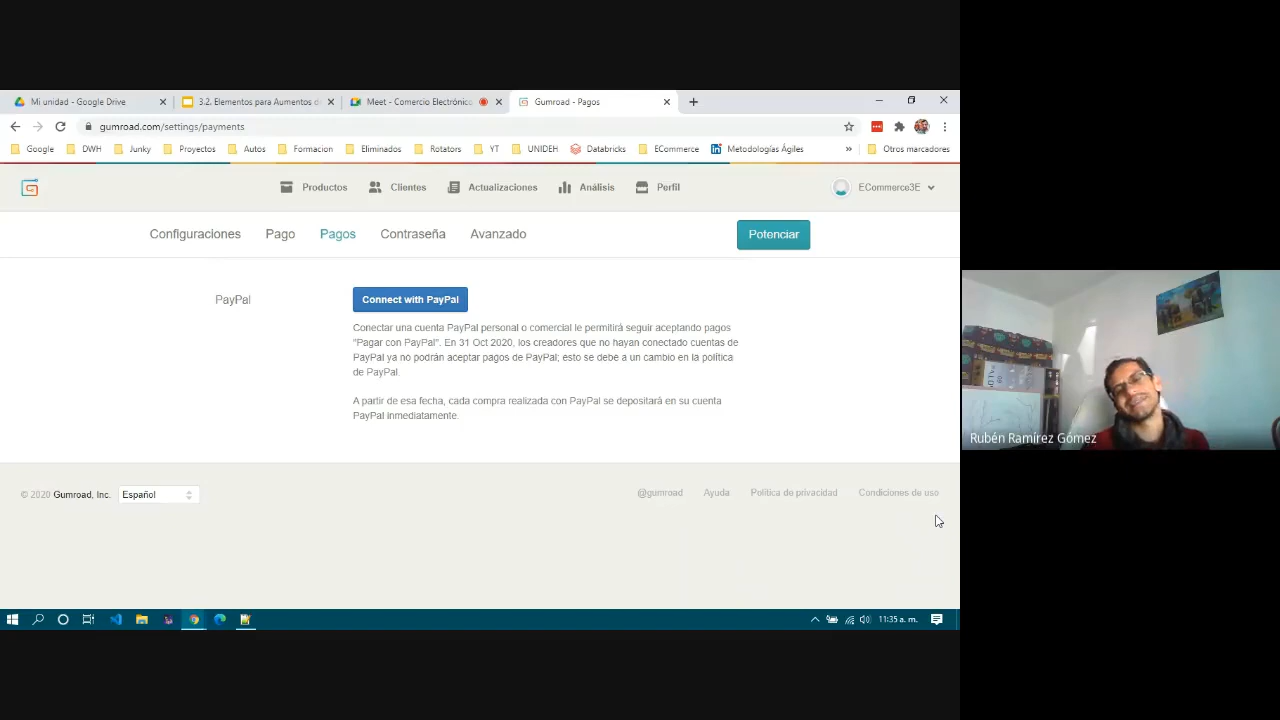 Mi unidad - Google Drive
3.2. Elementos para Aumentos de
Meet - Comercio Electrónico
Gumroad - Pagos
gumroad.com/settings/payments
Google
DWH
Junky
Proyectos
Autos
Formacion
Eliminados
Rotators
YT
UNIDEH
Databricks
ECommerce
Metodologías Ágiles
»
Otros marcadores
Productos
Clientes
Actualizaciones
Análisis
Perfil
ECommerce3E
Configuraciones
Pago
Pagos
Contraseña
Avanzado
Potenciar
PayPal
Connect with PayPal
Conectar una cuenta PayPal personal o comercial le permitirá seguir aceptando pagos
"Pagar con PayPal". En 31 Oct 2020, los creadores que no hayan conectado cuentas de
PayPal ya no podrán aceptar pagos de PayPal; esto se debe a un cambio en la política
de PayPal.
A partir de esa fecha, cada compra realizada con PayPal se depositará en su cuenta
PayPal inmediatamente.
Rubén Ramírez Gómez
© 2020 Gumroad, Inc.
Español
@gumroad
Ayuda
Política de privacidad
Condiciones de uso
11:35 a. m.